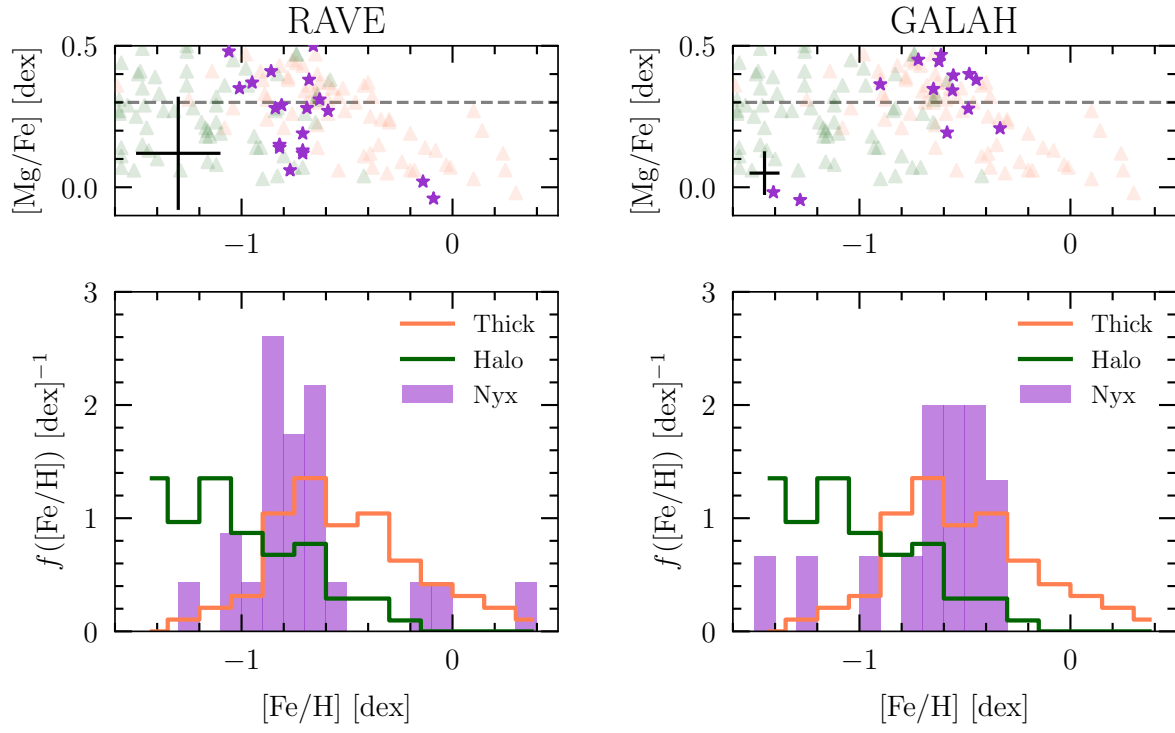 RAVE
GALAH
[Mg/Fe] [dex]
0.5
0.0
−1
0
[Mg/Fe] [dex]
0.5
0.0
−1
0
f([Fe/H]) [dex]⁻¹
3
2
1
0
Thick
Halo
Nyx
−1
0
[Fe/H] [dex]
f([Fe/H]) [dex]⁻¹
3
2
1
0
Thick
Halo
Nyx
−1
0
[Fe/H] [dex]